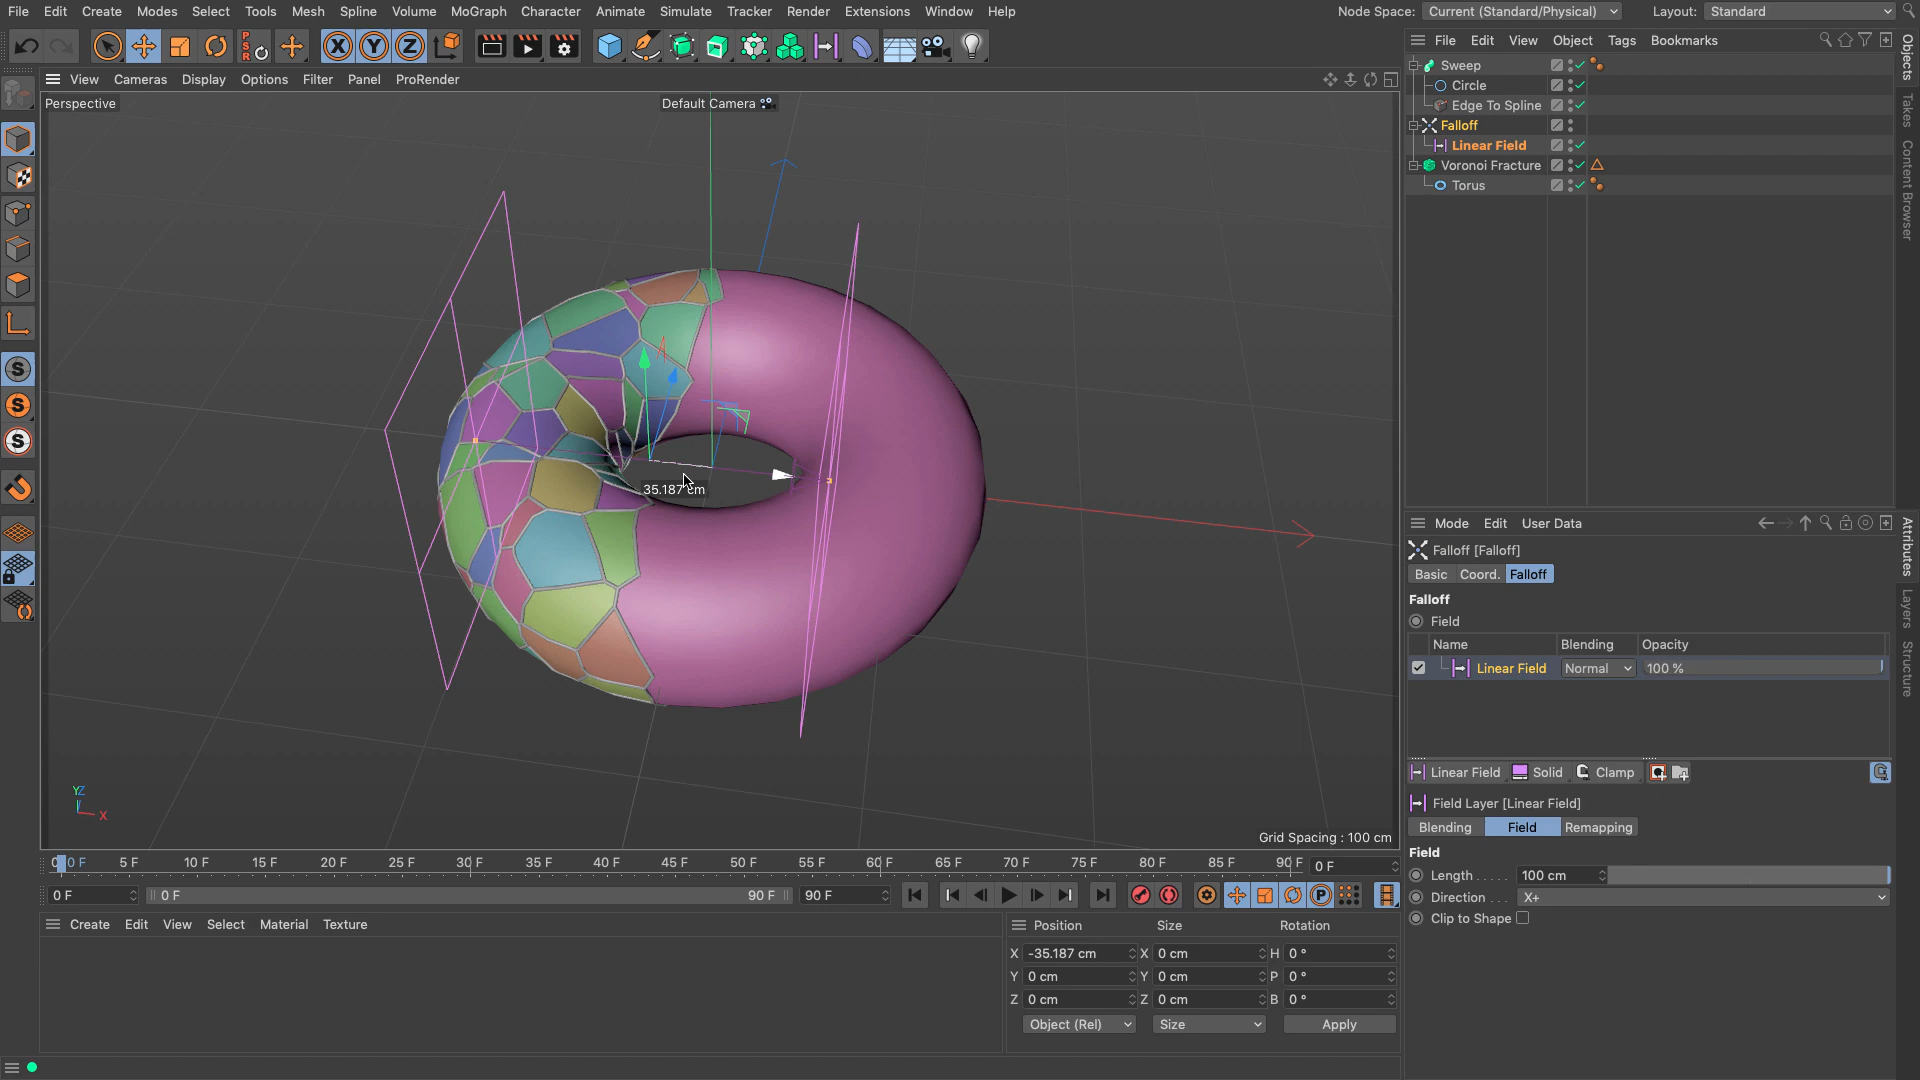 File Edit Create Modes Select Tools Mesh Spline Volume MoGraph Character Animate Simulate Tracker Render Extensions Window Help
Node Space: Current (Standard/Physical) Layout: Standard
PSR X Y Z
File Edit View Object Tags Bookmarks
View Cameras Display Options Filter Panel ProRender
Perspective
Default Camera
Sweep
Circle
Edge To Spline
Falloff
Linear Field
Voronoi Fracture
Torus
Objects
Takes
Content Browser
S
S
S
35.187 cm
Y Z
X
Grid Spacing : 100 cm
Mode Edit User Data
Falloff [Falloff]
Basic Coord. Falloff
Falloff
Field
Name Blending Opacity
Linear Field Normal 100 %
Linear Field Solid Clamp
Field Layer [Linear Field]
Blending Field Remapping
Field
Length . . . . . 100 cm
Direction . . . X+
Clip to Shape
Attributes
Layers
Structure
0 F 5 F 10 F 15 F 20 F 25 F 30 F 35 F 40 F 45 F 50 F 55 F 60 F 65 F 70 F 75 F 80 F 85 F 90 F 0 F
0 F 0 F 90 F 90 F P
Create Edit View Select Material Texture
Position Size Rotation
X -35.187 cm X 0 cm H 0 °
Y 0 cm Y 0 cm P 0 °
Z 0 cm Z 0 cm B 0 °
Object (Rel) Size Apply